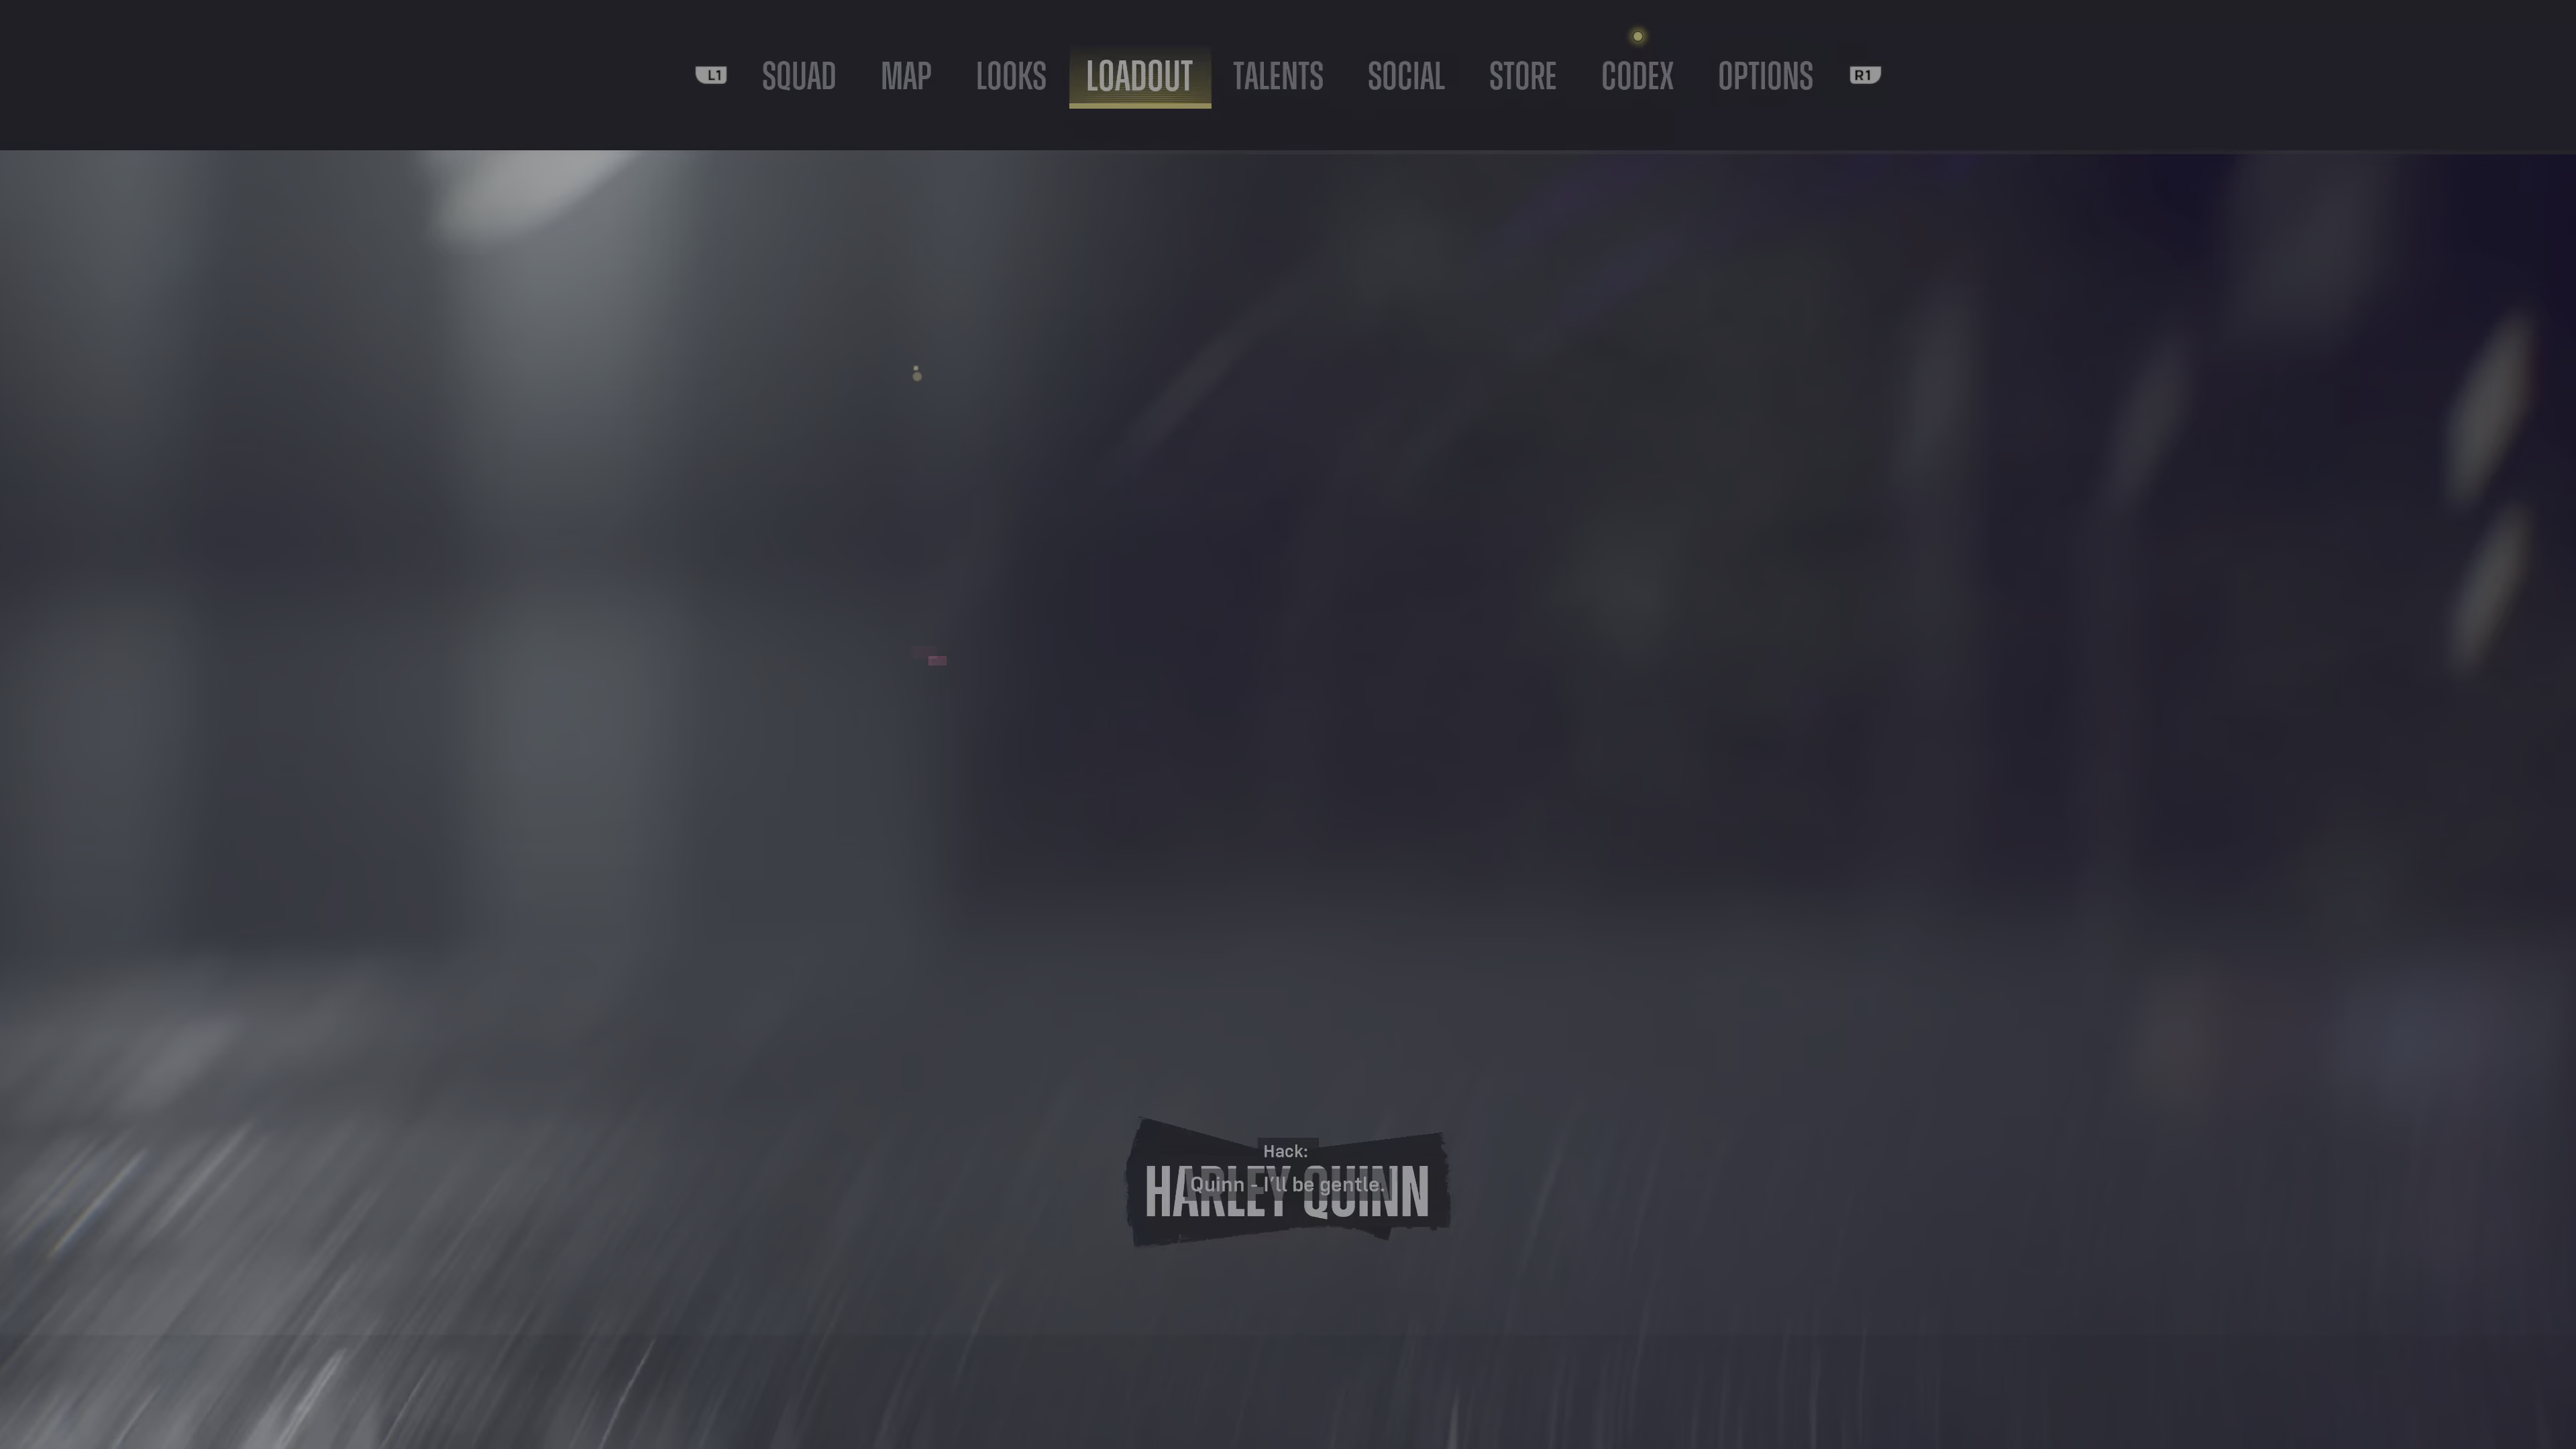 L1 SQUAD MAP LOOKS LOADOUT TALENTS SOCIAL STORE CODEX OPTIONS R1
Hack:
HARLEY QUINN
Quinn - I'll be gentle.